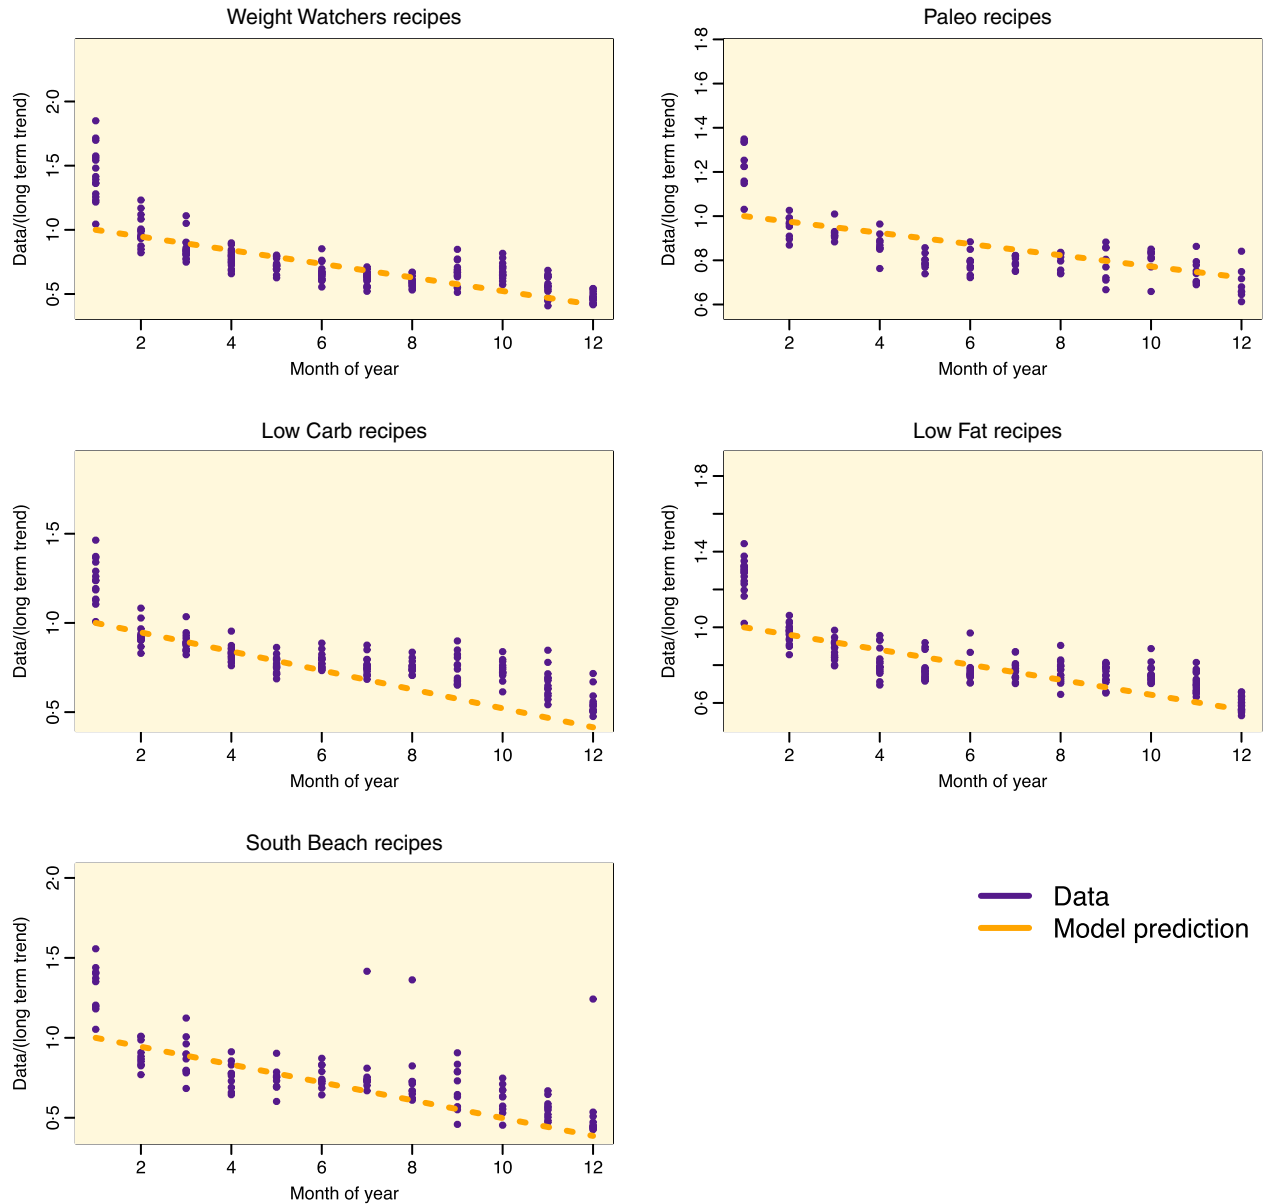 Weight Watchers recipes
Data/(long term trend)
2·0
1·5
1·0
0·5
2 4 6 8 10 12
Month of year
Paleo recipes
Data/(long term trend)
1·8
1·6
1·4
1·2
1·0
0·8
0·6
2 4 6 8 10 12
Month of year
Low Carb recipes
Data/(long term trend)
1·5
1·0
0·5
2 4 6 8 10 12
Month of year
Low Fat recipes
Data/(long term trend)
1·8
1·4
1·0
0·6
2 4 6 8 10 12
Month of year
South Beach recipes
Data/(long term trend)
2·0
1·5
1·0
0·5
2 4 6 8 10 12
Month of year
Data
Model prediction